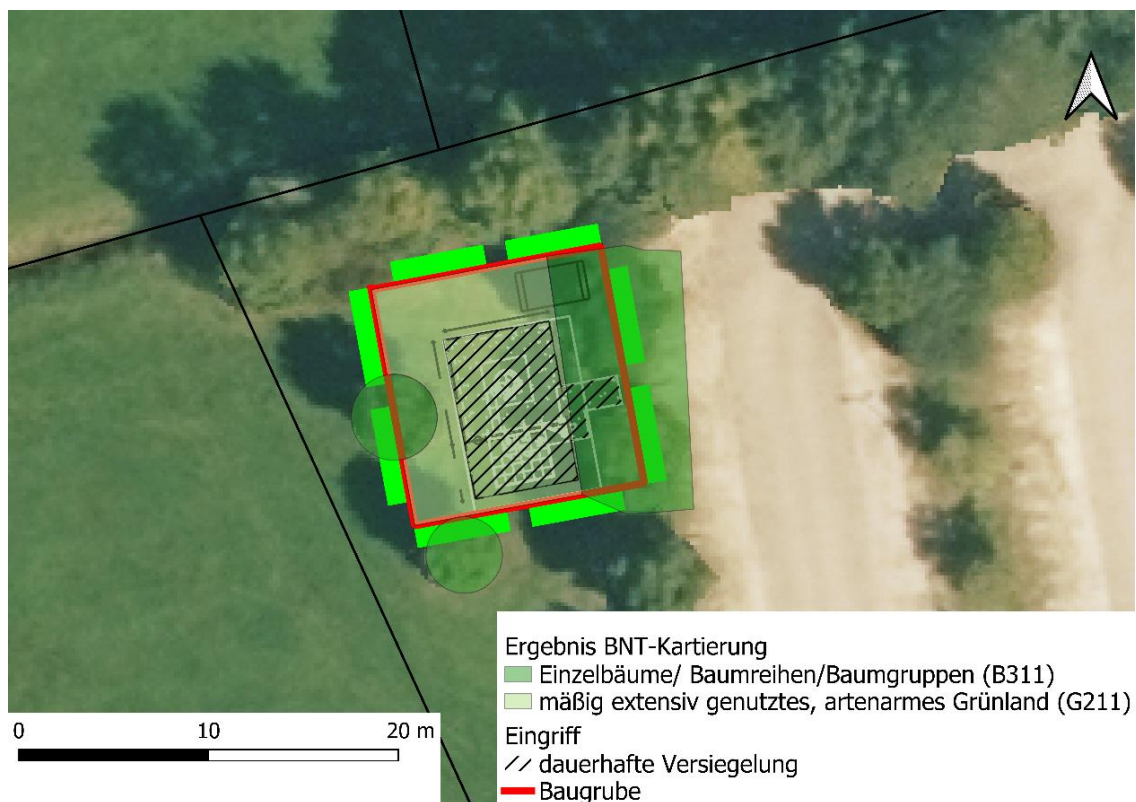 Ergebnis BNT-Kartierung
Einzelbäume/ Baumreihen/Baumgruppen (B311)
mäßig extensiv genutztes, artenarmes Grünland (G211)
Eingriff
dauerhafte Versiegelung
Baugrube
0 10 20 m